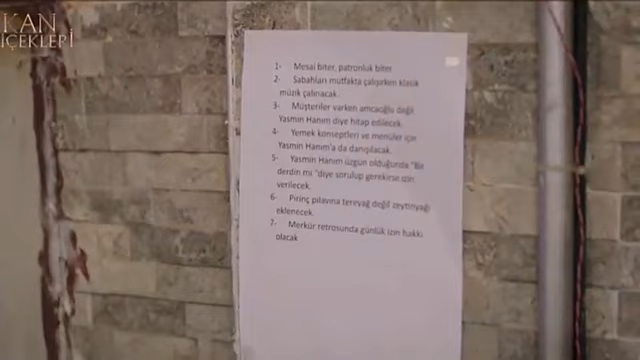 KAN
ÇİÇEKLERİ
1- Mesai biter, patronluk biter.
2- Sabahları mutfakta çalışırken klasik
müzik çalınacak.
3- Müşteriler varken amcaoğlu değil
Yasmin Hanım diye hitap edilecek.
4- Yemek konseptleri ve menüler için
Yasmin Hanım'a da danışılacak.
5- Yasmin Hanım üzgün olduğunda "Bir
derdin mi "diye sorulup gerekirse izin
verilecek.
6- Pirinç pilavına tereyağ değil zeytinyağı
eklenecek.
7- Merkür retrosunda günlük izin hakkı
olacak